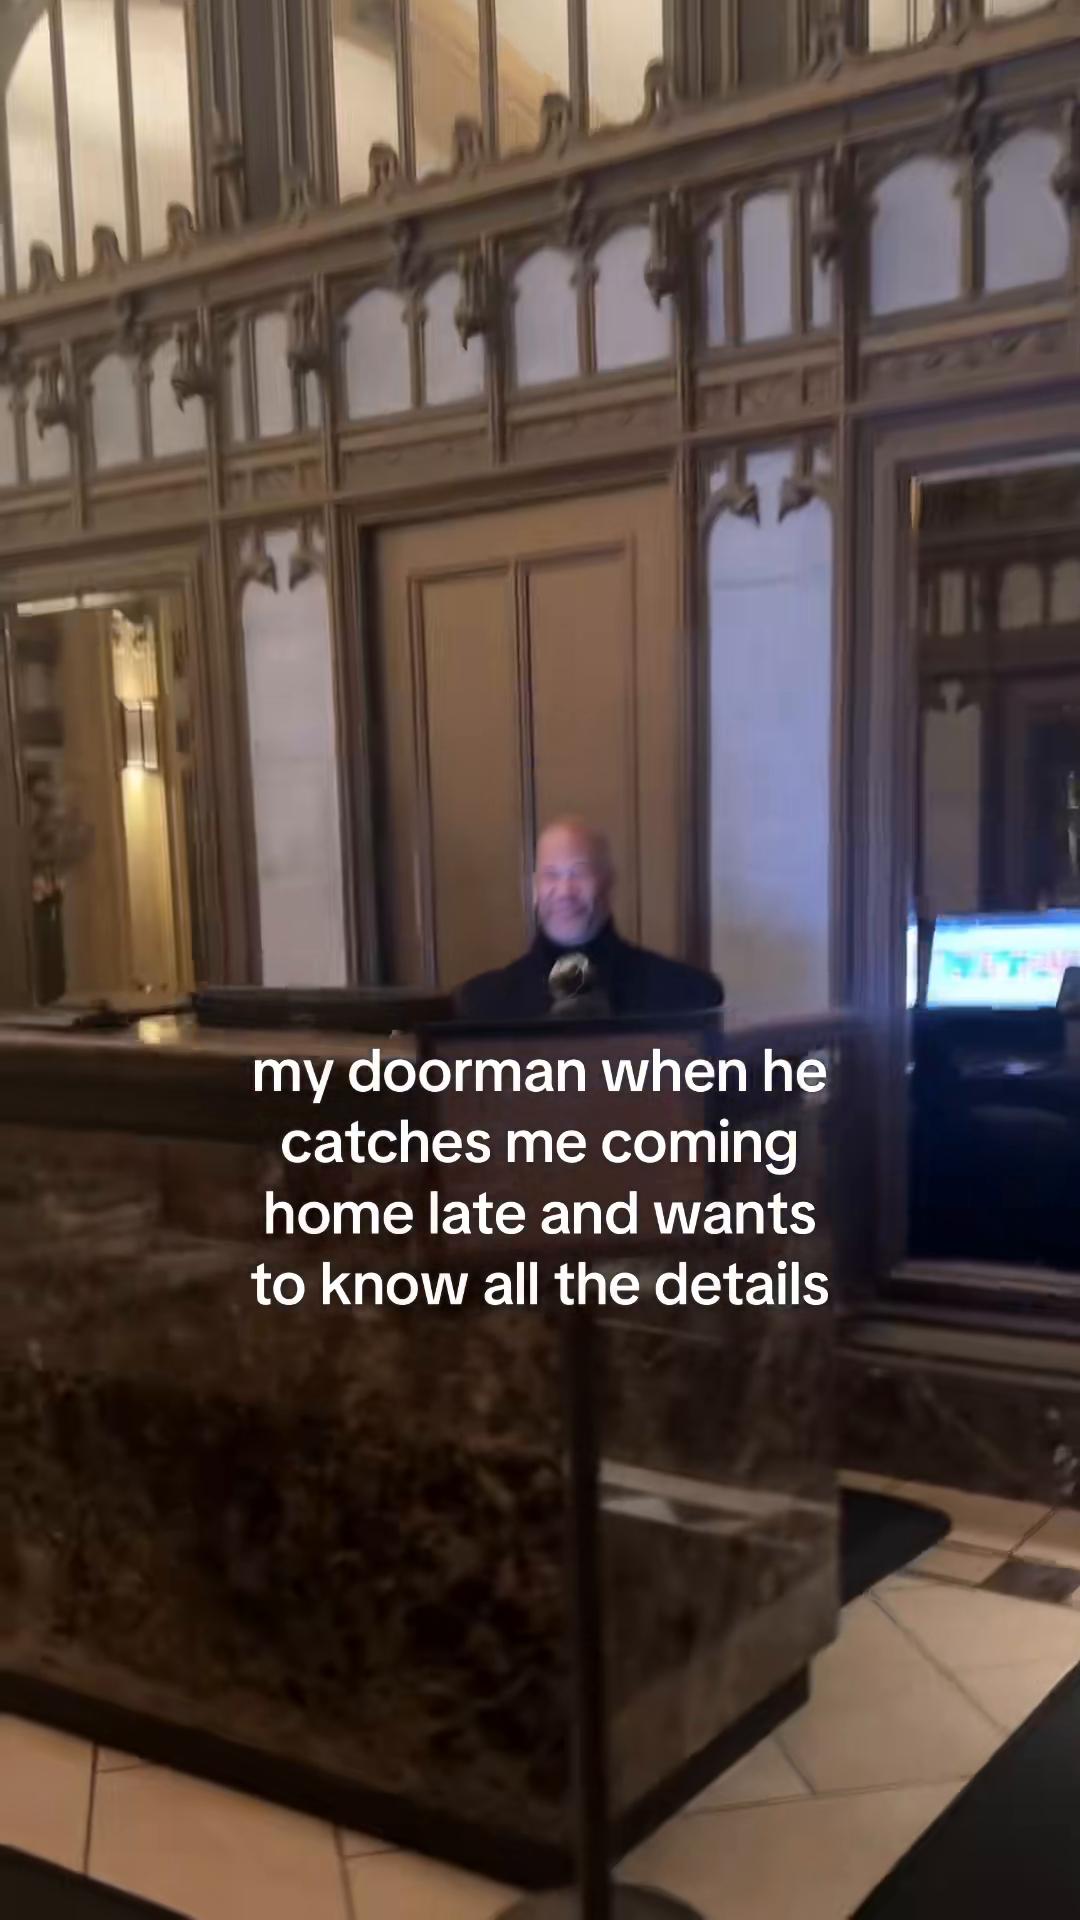 my doorman when he
catches me coming
home late and wants
to know all the details